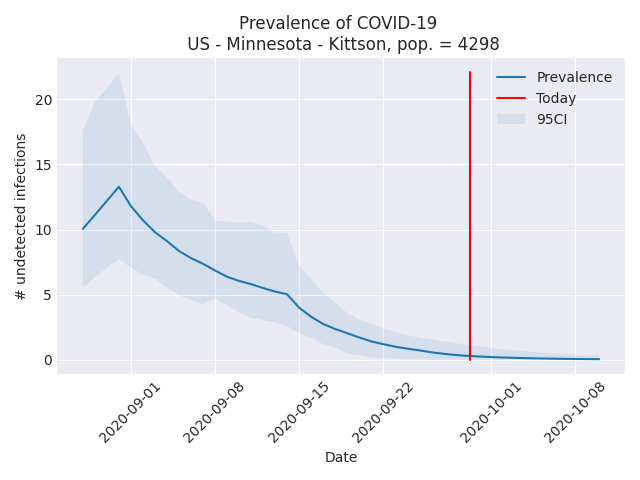 Prevalence of COVID-19
US - Minnesota - Kittson, pop. = 4298
Prevalence
Today
95CI
# undetected infections
20
15
10
5
0
2020-09-01
2020-09-08
2020-09-15
2020-09-22
2020-10-01
2020-10-08
Date